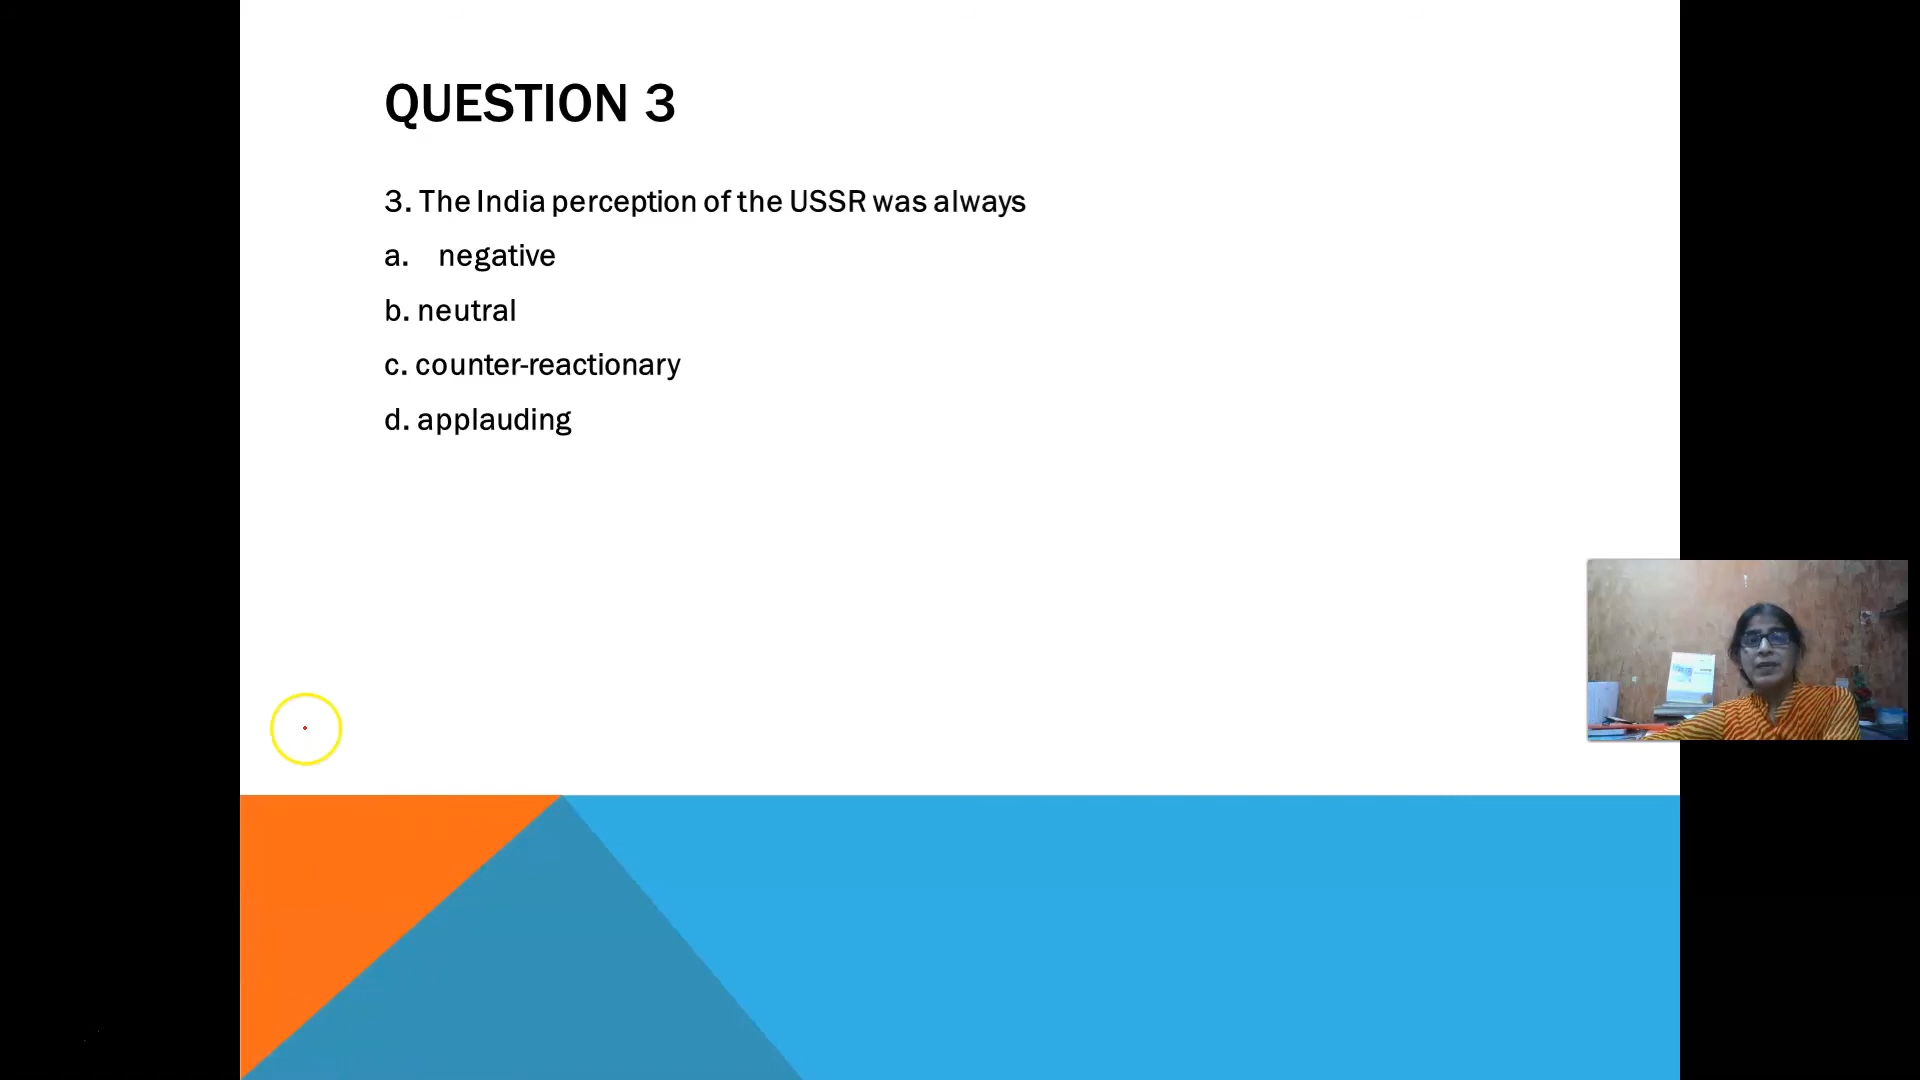 QUESTION 3
3. The India perception of the USSR was always
a. negative
b. neutral
c. counter-reactionary
d. applauding